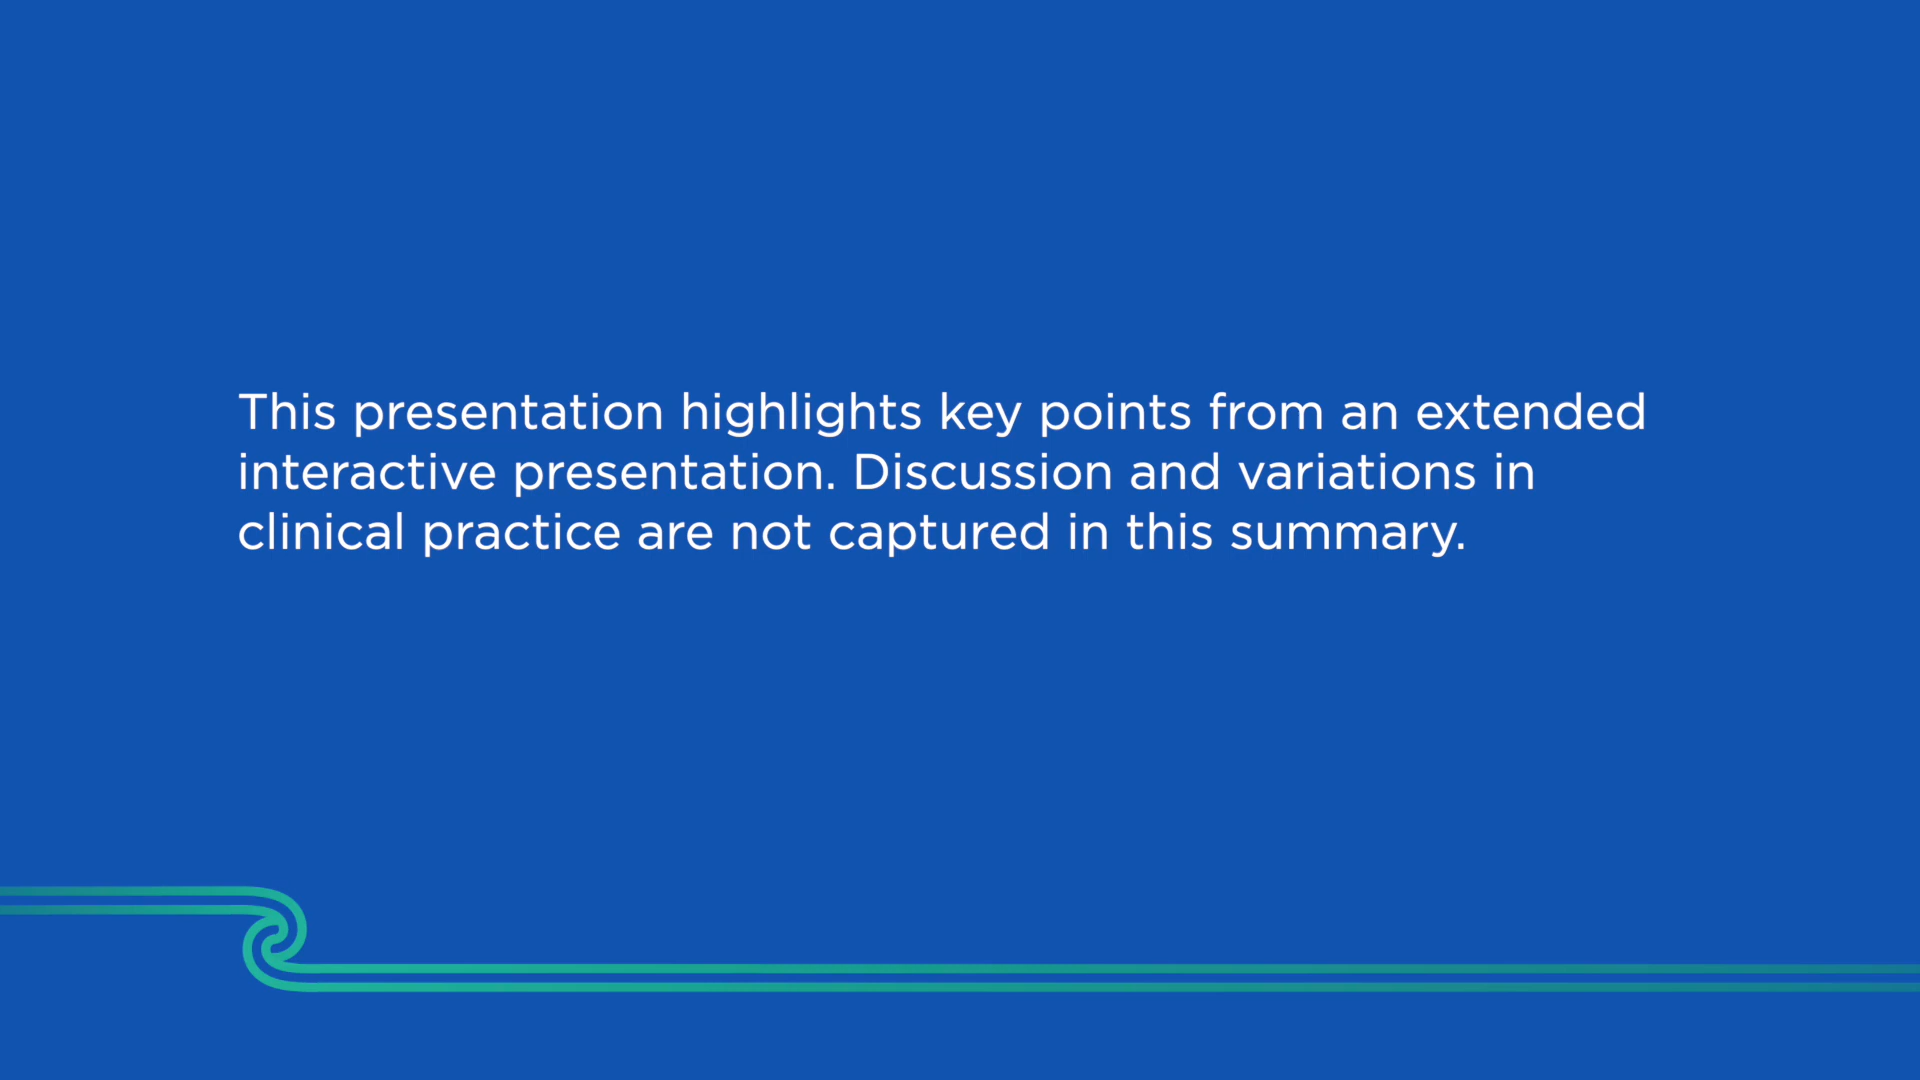 This presentation highlights key points from an extended
interactive presentation. Discussion and variations in
clinical practice are not captured in this summary.